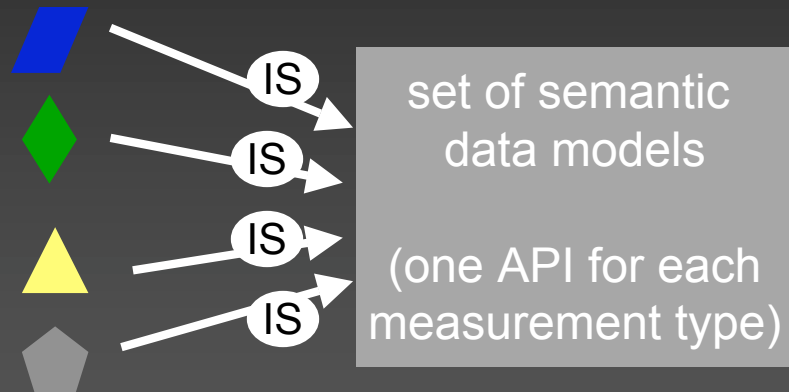 IS
set of semantic
data models
IS
IS
(one API for each
measurement type)
IS